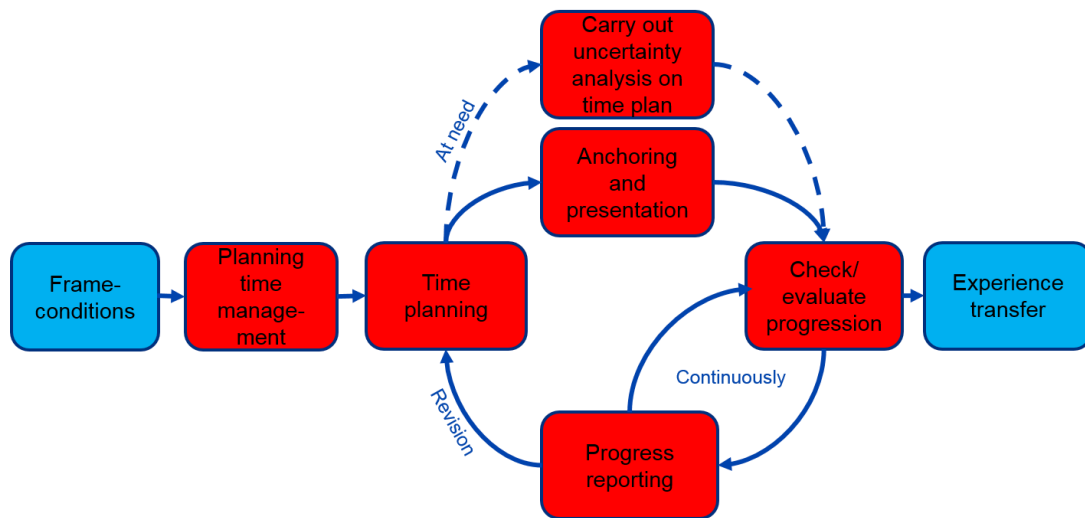 Carry out
uncertainty
analysis on
time plan
At need
Anchoring
and
presentation
Frame-
conditions
Planning
time
manage-
ment
Time
planning
Check/
evaluate
progression
Experience
transfer
Continuously
Revision
Progress
reporting